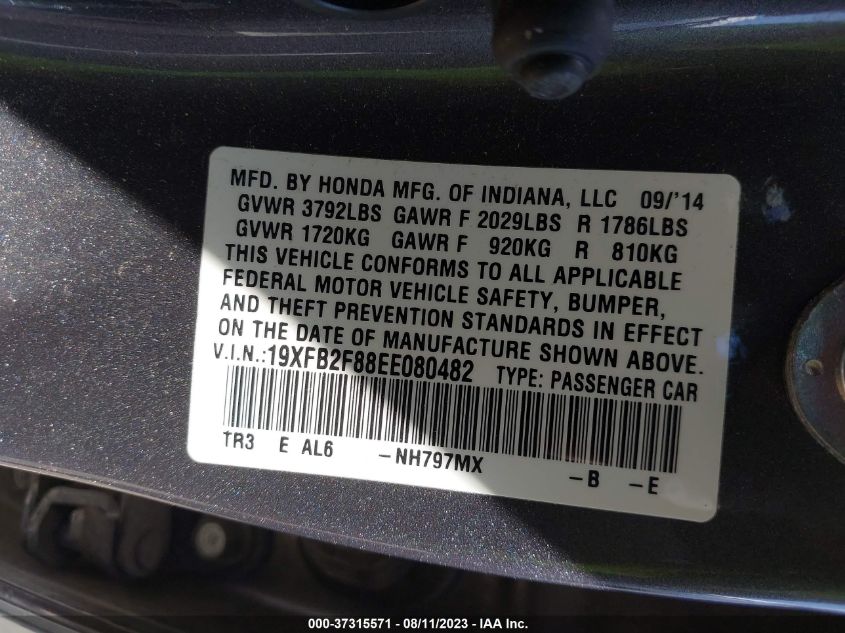 MFD. BY HONDA MFG. OF INDIANA, LLC 09/'14
GVWR 3792LBS GAWR F 2029LBS R 1786LBS
GVWR 1720KG GAWR F 920KG R 810KG
THIS VEHICLE CONFORMS TO ALL APPLICABLE
FEDERAL MOTOR VEHICLE SAFETY, BUMPER,
AND THEFT PREVENTION STANDARDS IN EFFECT
ON THE DATE OF MANUFACTURE SHOWN ABOVE.
V.I.N.:19XFB2F88EE080482 TYPE: PASSENGER CAR
TR3 E AL6 -NH797MX -B -E
000-37315571 - 08/11/2023 - IAA Inc.